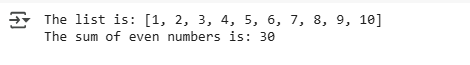 The list is: [1, 2, 3, 4, 5, 6, 7, 8, 9, 10]
The sum of even numbers is: 30